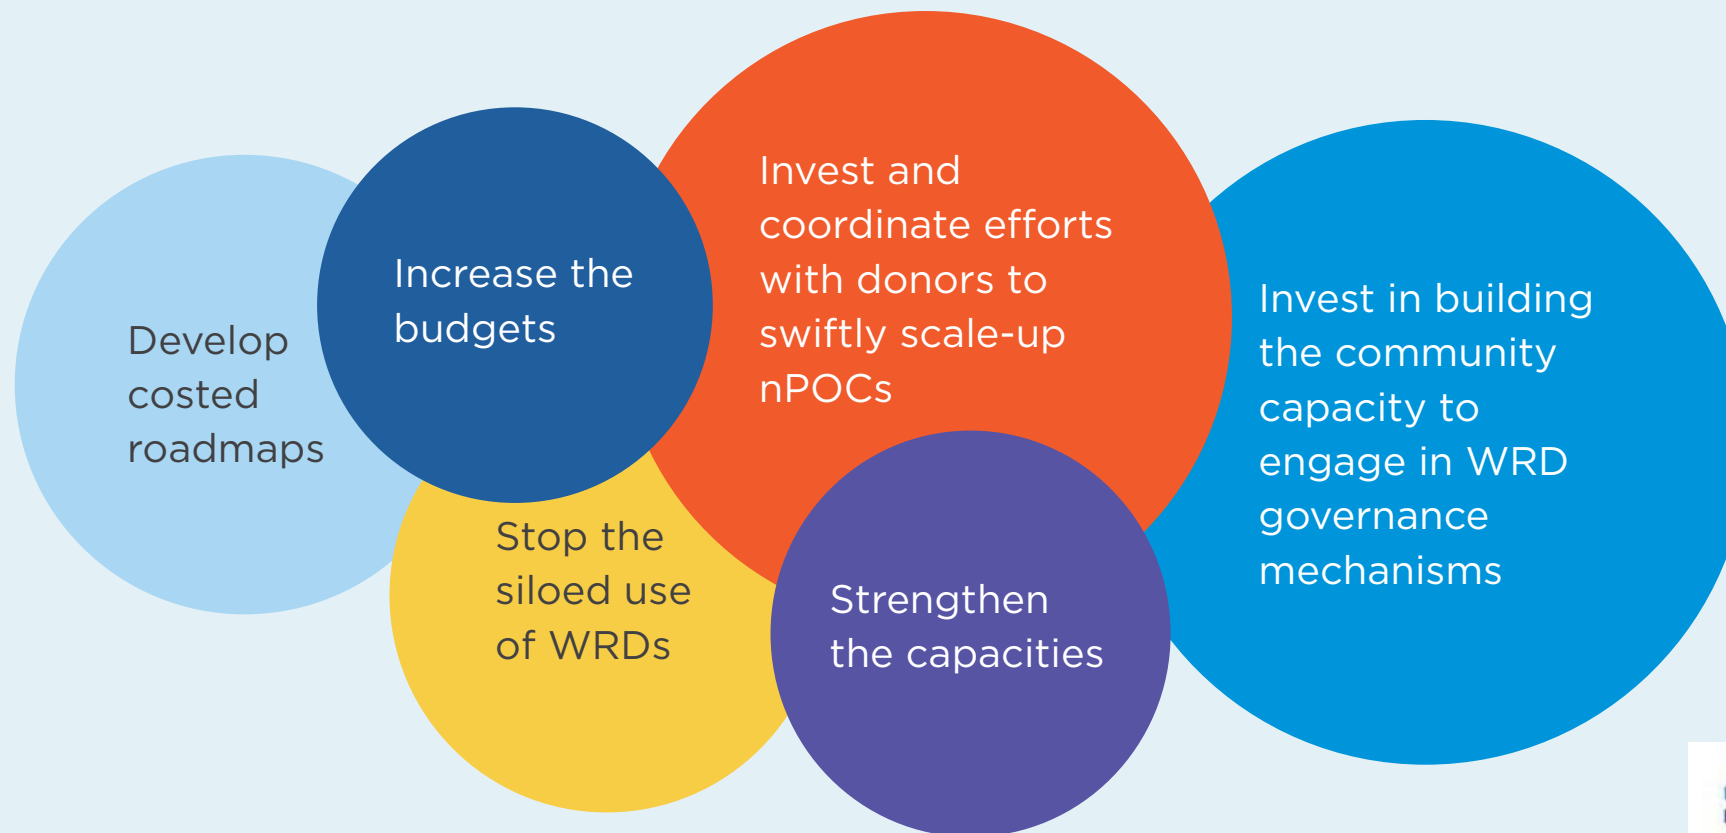 Develop
costed
roadmaps
Increase the
budgets
Stop the
siloed use
of WRDs
Invest and
coordinate efforts
with donors to
swiftly scale-up
nPOCs
Strengthen
the capacities
Invest in building
the community
capacity to
engage in WRD
governance
mechanisms